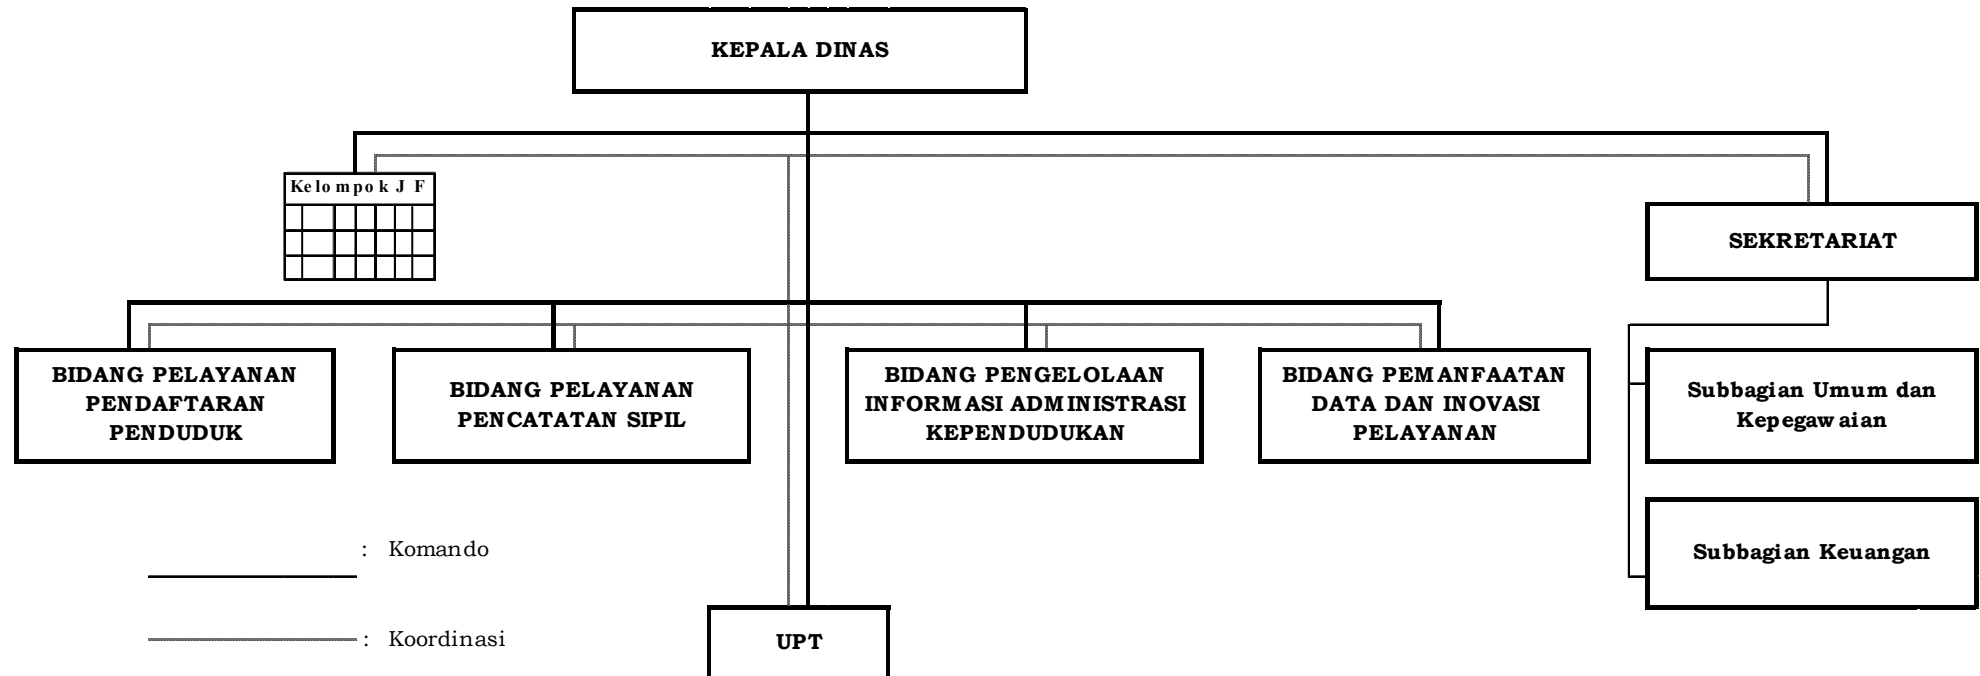 KEPALA DINAS
Kelompok J F
SEKRETARIAT
BIDANG PELAYANAN
PENDAFTARAN
PENDUDUK
BIDANG PELAYANAN
PENCATATAN SIPIL
BIDANG PENGELOLAAN
INFORMASI ADMINISTRASI
KEPENDUDUKAN
BIDANG PEMANFAATAN
DATA DAN INOVASI
PELAYANAN
Subbagian Umum dan
Kepegawaian
Subbagian Keuangan
: Komando
: Koordinasi
UPT